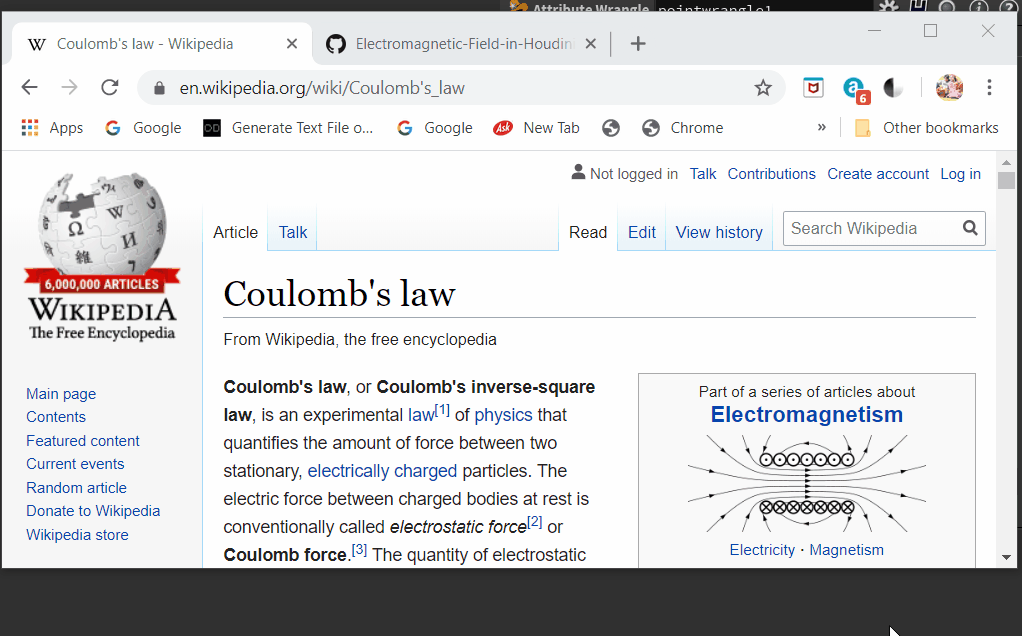 Attribute Wrangle pointwrangle1
Coulomb's law - Wikipedia
Electromagnetic-Field-in-Houdin
en.wikipedia.org/wiki/Coulomb's_law
6
Apps Google Generate Text File o... Google Ask New Tab Chrome » Other bookmarks
Not logged in Talk Contributions Create account Log in
Article Talk Read Edit View history Search Wikipedia
6,000,000 ARTICLES
WIKIPEDIA
The Free Encyclopedia
Coulomb's law
From Wikipedia, the free encyclopedia
Main page
Contents
Featured content
Current events
Random article
Donate to Wikipedia
Wikipedia store
Coulomb's law, or Coulomb's inverse-square
law, is an experimental law[1] of physics that
quantifies the amount of force between two
stationary, electrically charged particles. The
electric force between charged bodies at rest is
conventionally called electrostatic force[2] or
Coulomb force.[3] The quantity of electrostatic
Part of a series of articles about
Electromagnetism
Electricity · Magnetism